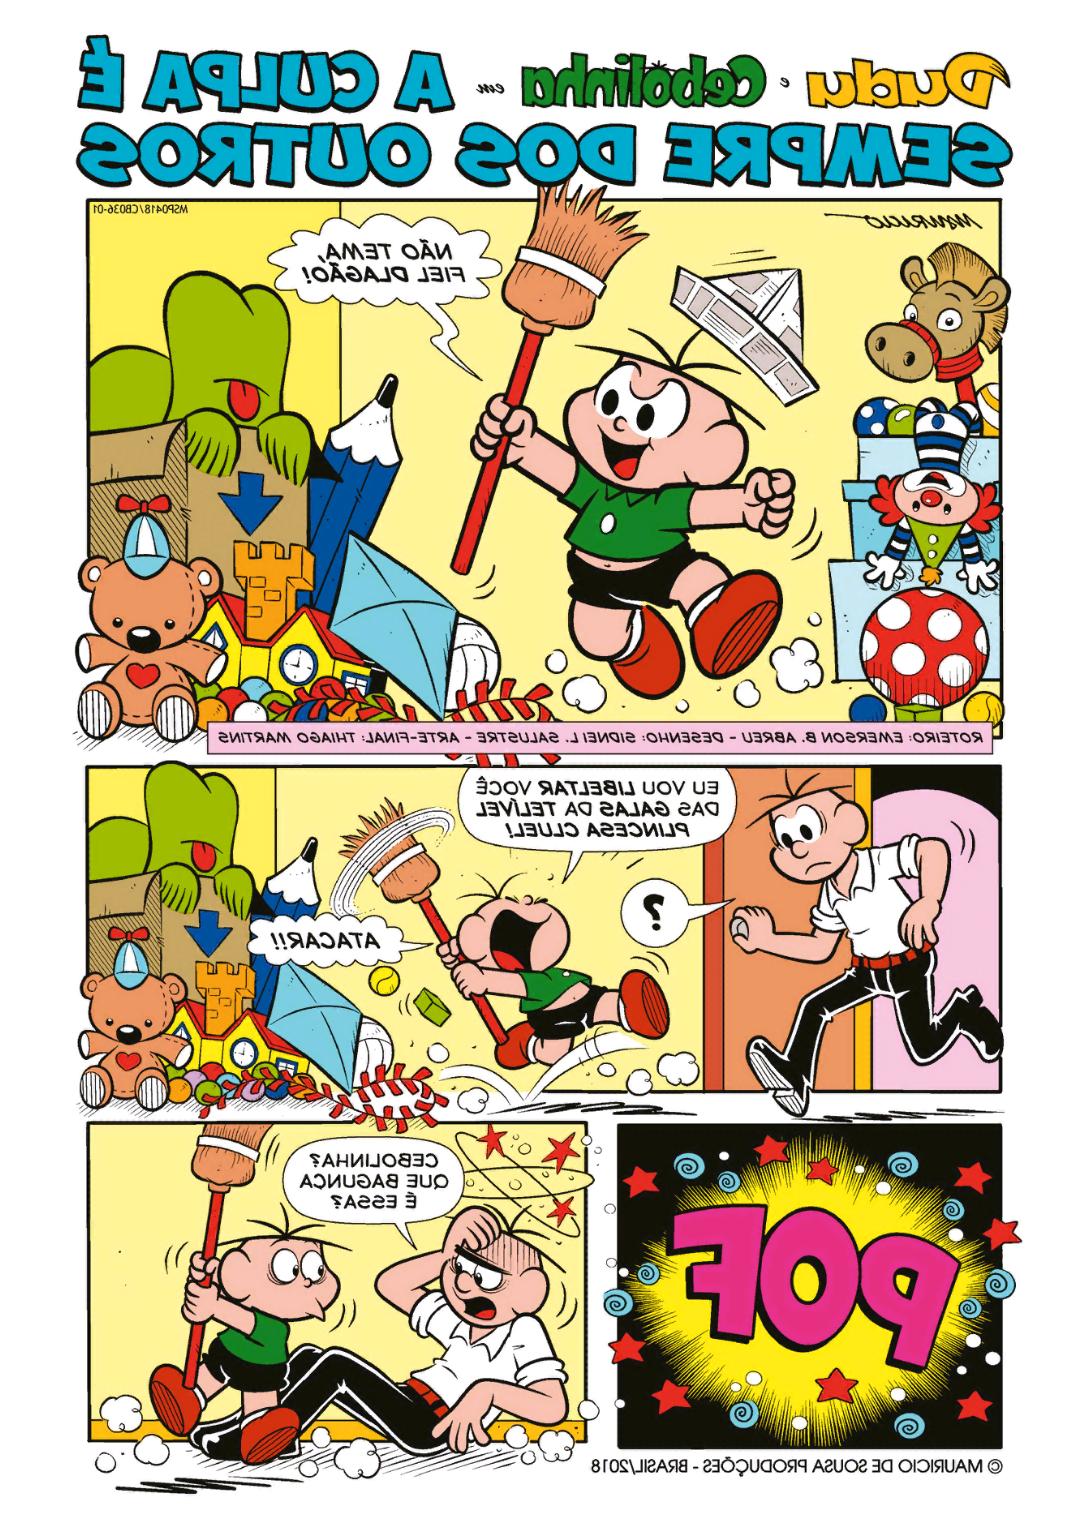 Dudu e Cebolinha em A CULPA É
SEMPRE DOS OUTROS
MAURICIO
MSP0418/CB036-01
NÃO TEMA,
FIEL DLAGÃO!
ROTEIRO: EMERSON B. ABREU - DESENHO: SIDNEI L. SALUSTRE - ARTE-FINAL: THIAGO MARTINS
?
EU VOU LIBELTAR VOCÊ
DAS GALAS DA TELÍVEL
PLINCESA CLUEL!
ATACAR!!
POF
CEBOLINHA?
QUE BAGUNÇA
É ESSA?
© MAURICIO DE SOUSA PRODUÇÕES - BRASIL/2018